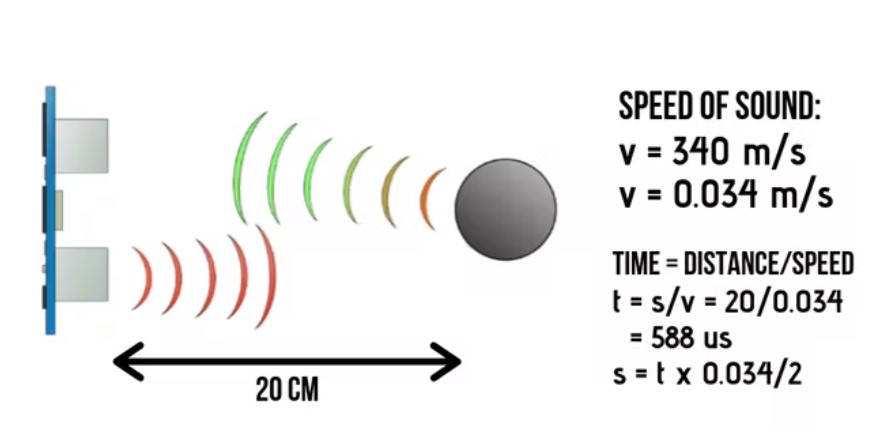 SPEED OF SOUND:
v = 340 m/s
v = 0.034 m/s
TIME = DISTANCE/SPEED
t = s/v = 20/0.034
= 588 us
s = t x 0.034/2
20 CM